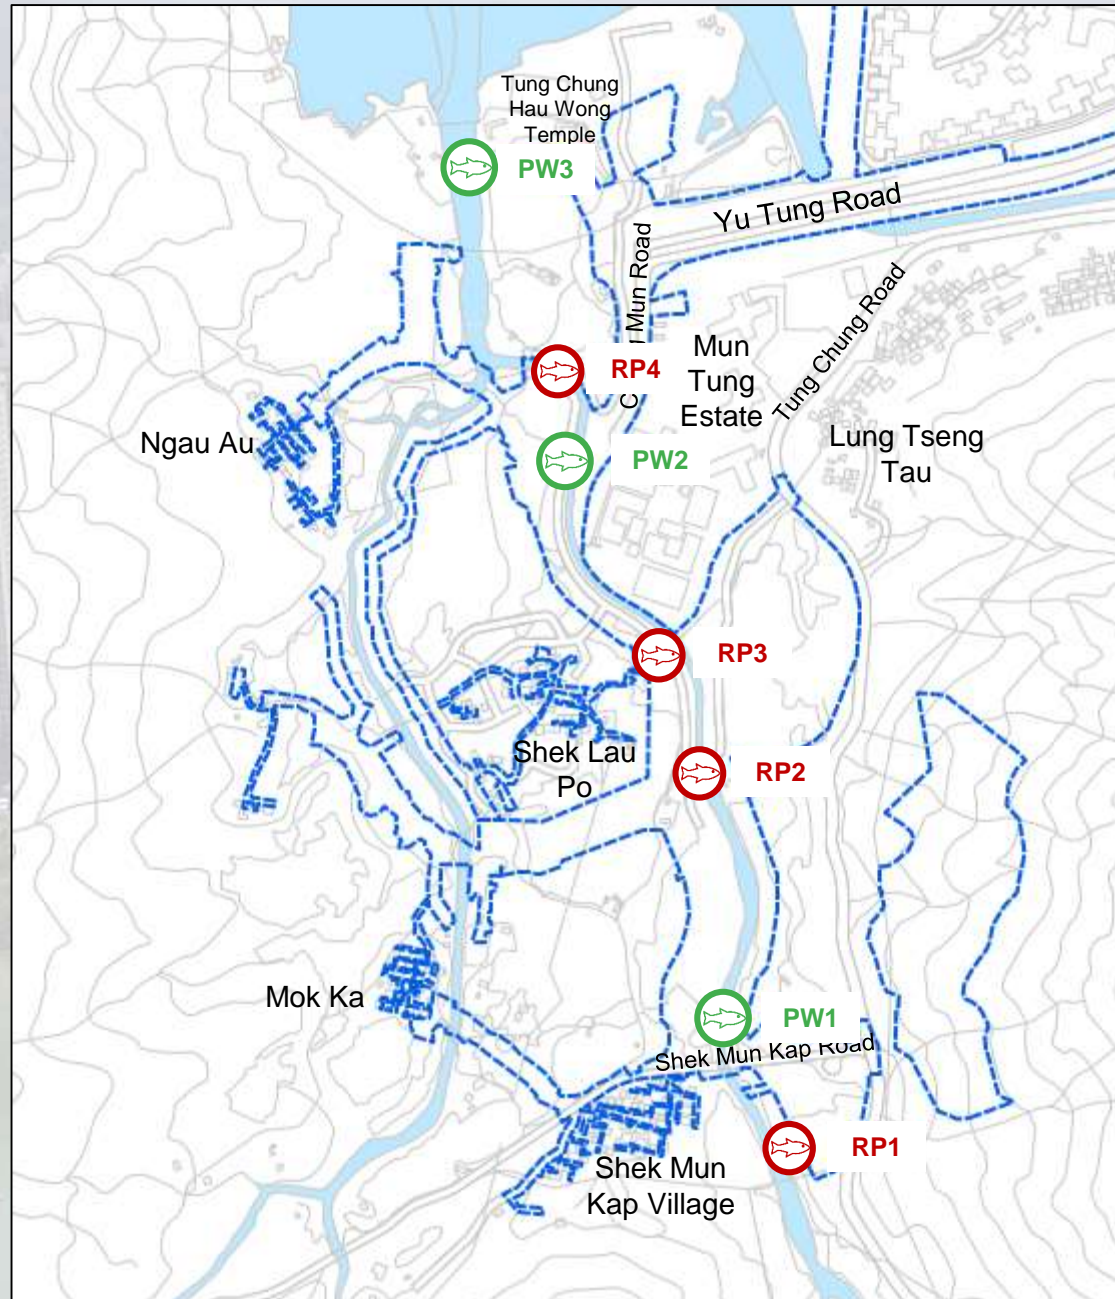 Tung Chung
Hau Wong
Temple
PW3
Yu Tung Road
Mun Road
Tung Chung Road
RP4
Mun
Tung
Estate
Ngau Au
PW2
Lung Tseng
Tau
RP3
Shek Lau
Po
RP2
Mok Ka
PW1
Shek Mun Kap Road
RP1
Shek Mun
Kap Village